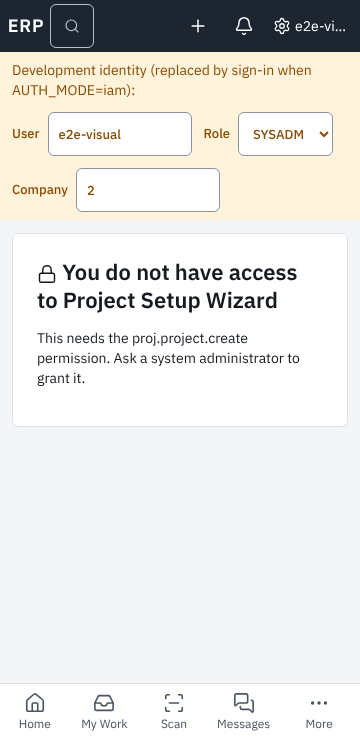 ERP
e2e-vi...
Development identity (replaced by sign-in when
AUTH_MODE=iam):
User e2e-visual Role SYSADM
Company 2
You do not have access
to Project Setup Wizard
This needs the proj.project.create
permission. Ask a system administrator to
grant it.
Home My Work Scan Messages More